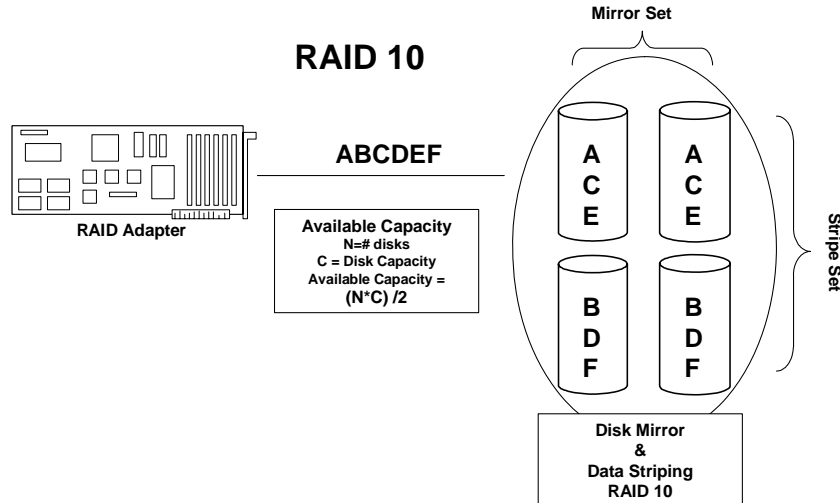 Mirror Set
RAID 10
ABCDEF
RAID Adapter
Available Capacity
N=# disks
C = Disk Capacity
Available Capacity =
(N*C) /2
A
C
E
A
C
E
B
D
F
B
D
F
Stripe Set
Disk Mirror
&
Data Striping
RAID 10